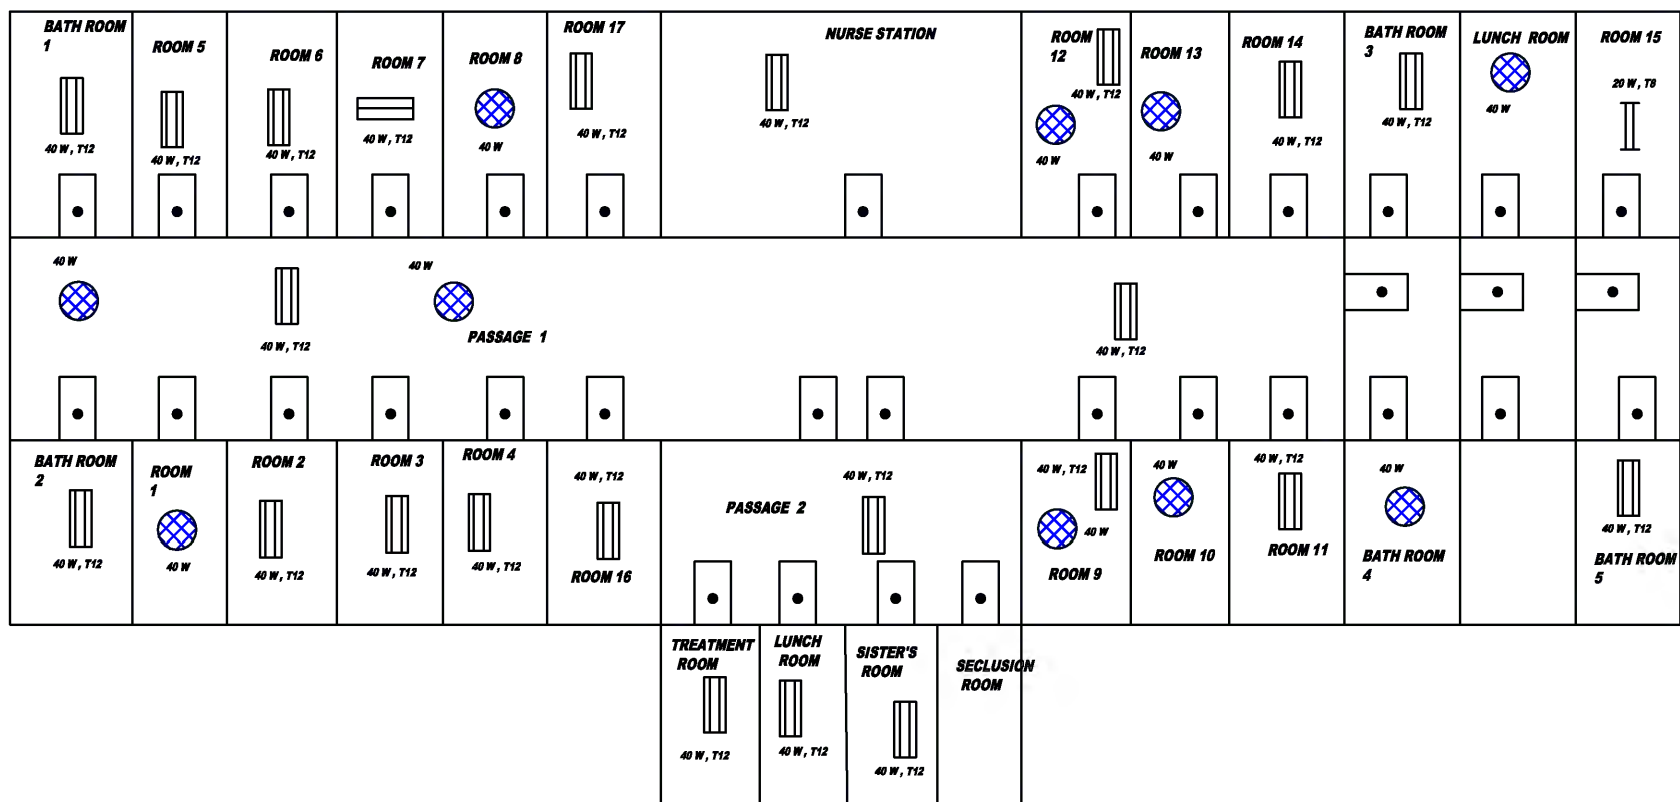 BATH ROOM
1
ROOM 5
ROOM 6
ROOM 7
ROOM 8
ROOM 17
NURSE STATION
ROOM
12
ROOM 13
ROOM 14
BATH ROOM
3
LUNCH ROOM
ROOM 15
40 W, T12
40 W, T12
40 W, T12
40 W, T12
40 W
40 W, T12
40 W, T12
40 W, T12
40 W
40 W
40 W, T12
40 W, T12
40 W
20 W, T8
40 W
40 W, T12
40 W
PASSAGE 1
40 W, T12
BATH ROOM
2
ROOM
1
ROOM 2
ROOM 3
ROOM 4
40 W, T12
40 W, T12
40 W
40 W, T12
40 W, T12
40 W, T12
ROOM 16
PASSAGE 2
40 W, T12
40 W, T12
40 W
ROOM 9
40 W
ROOM 10
40 W, T12
ROOM 11
40 W
BATH ROOM
4
40 W, T12
BATH ROOM
5
TREATMENT
ROOM
LUNCH
ROOM
SISTER'S
ROOM
SECLUSION
ROOM
40 W, T12
40 W, T12
40 W, T12